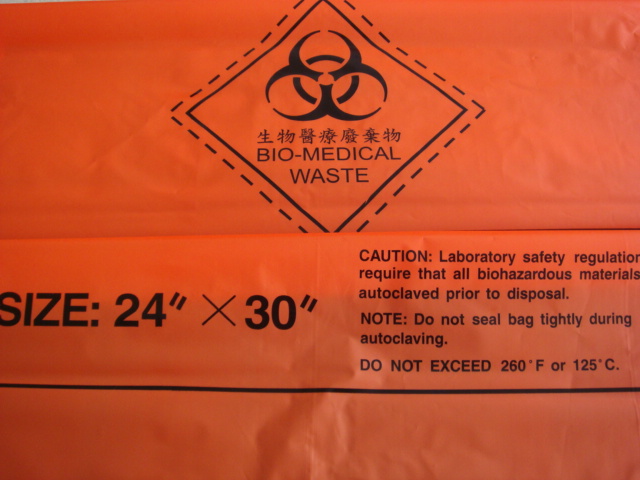 生物醫療廢棄物
BIO-MEDICAL
WASTE
SIZE: 24" × 30"
CAUTION: Laboratory safety regulation
require that all biohazardous materials
autoclaved prior to disposal.
NOTE: Do not seal bag tightly during
autoclaving.
DO NOT EXCEED 260°F or 125°C.